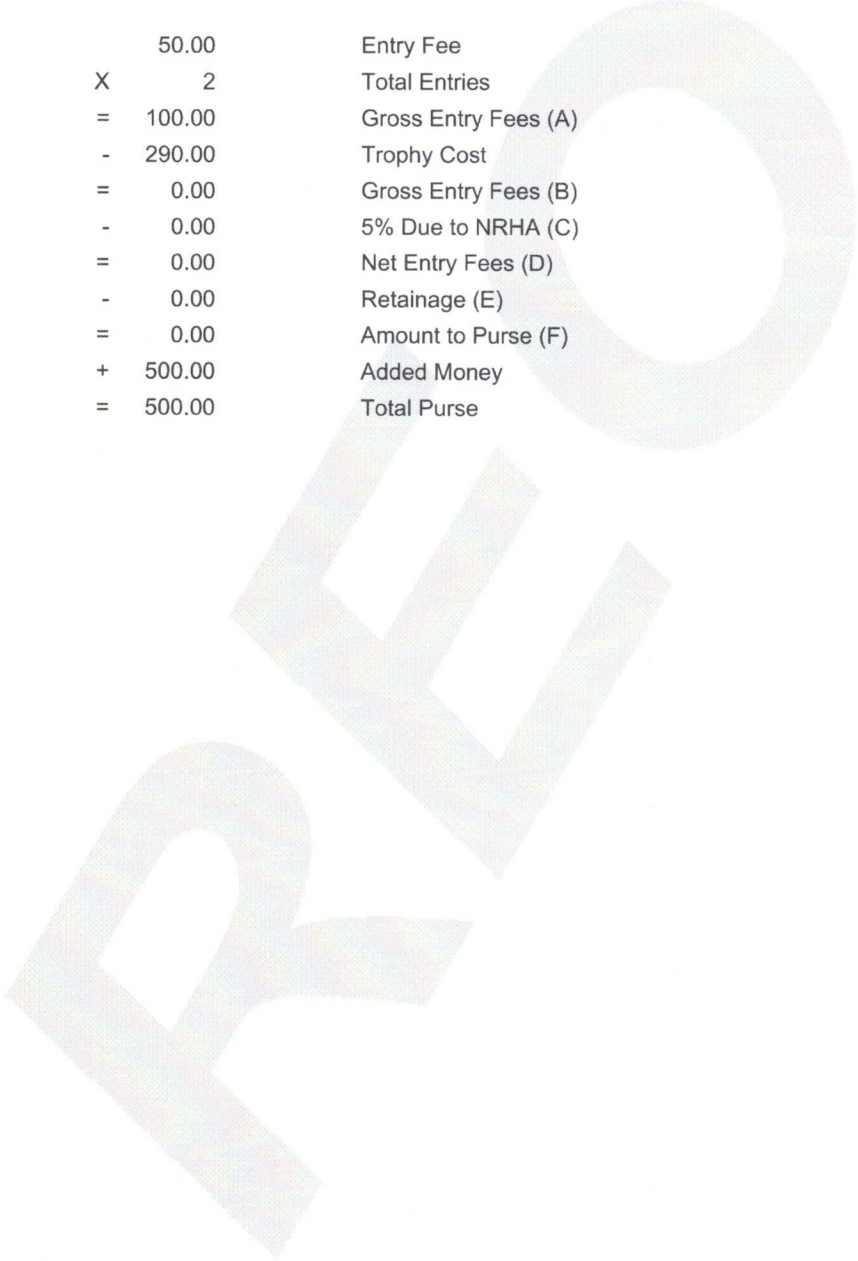 50.00 Entry Fee
X 2 Total Entries
= 100.00 Gross Entry Fees (A)
- 290.00 Trophy Cost
= 0.00 Gross Entry Fees (B)
- 0.00 5% Due to NRHA (C)
= 0.00 Net Entry Fees (D)
- 0.00 Retainage (E)
= 0.00 Amount to Purse (F)
+ 500.00 Added Money
= 500.00 Total Purse
REO